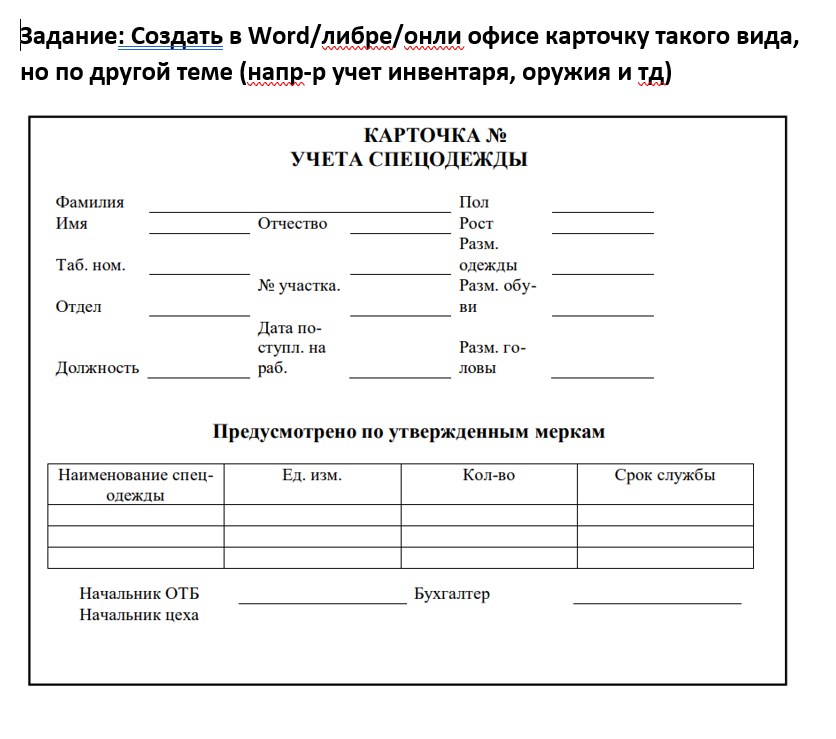 Задание: Создать в Word/либре/онли офисе карточку такого вида,
но по другой теме (напр-р учет инвентаря, оружия и тд)
КАРТОЧКА №
УЧЕТА СПЕЦОДЕЖДЫ
Фамилия Пол
Имя Отчество Рост
Разм.
Таб. ном. одежды
№ участка. Разм. обу-
Отдел ви
Дата по-
ступл. на Разм. го-
Должность раб. ловы
Предусмотрено по утвержденным меркам
Наименование спец- Ед. изм. Кол-во Срок службы
одежды
Начальник ОТБ Бухгалтер
Начальник цеха